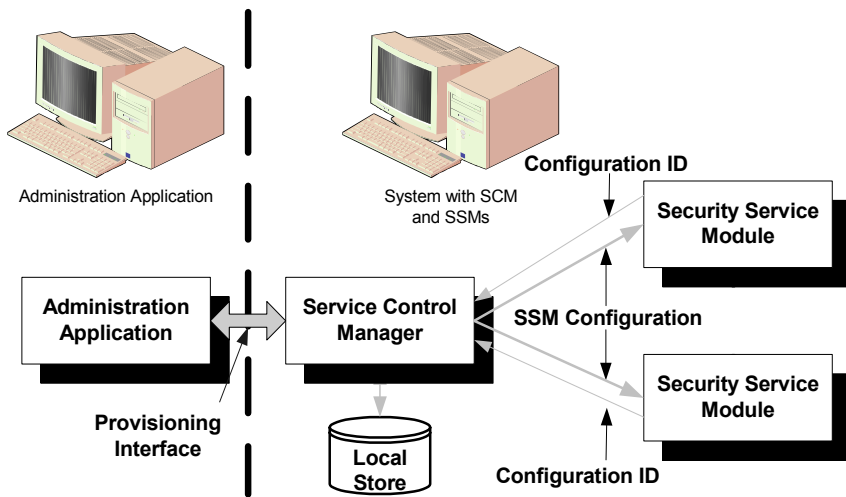 Administration Application
System with SCM
and SSMs
Configuration ID
Security Service
Module
Administration
Application
Service Control
Manager
SSM Configuration
Security Service
Module
Provisioning
Interface
Local
Store
Configuration ID